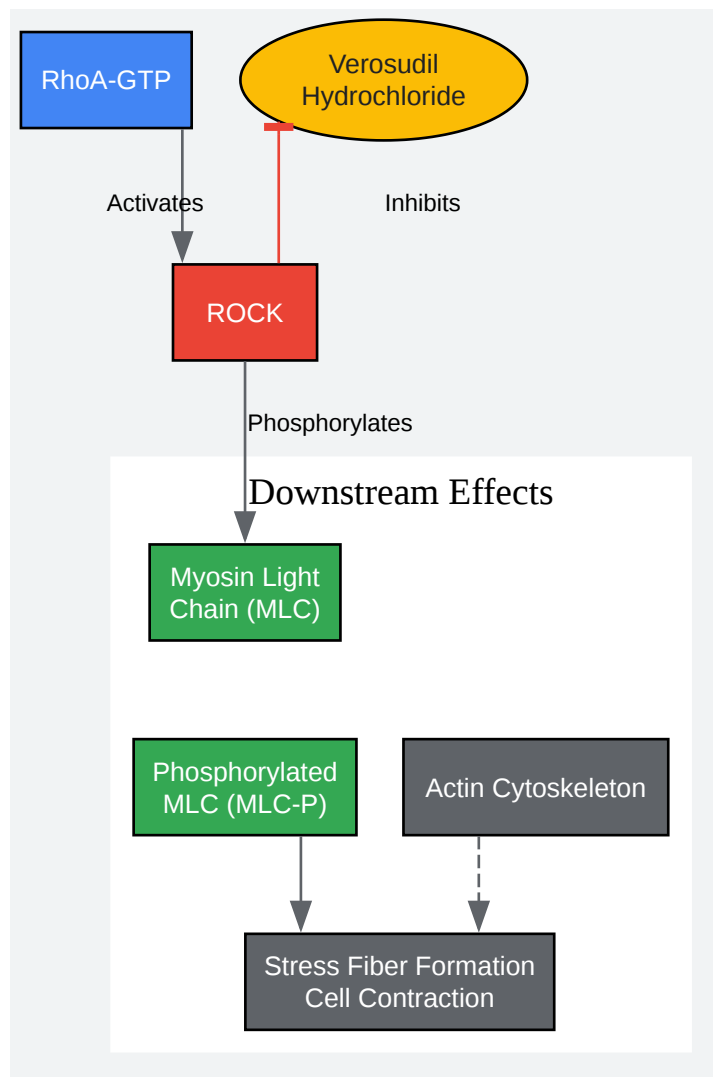 RhoA-GTP
Verosudil
Hydrochloride
Activates
Inhibits
ROCK
Phosphorylates
Downstream Effects
Myosin Light
Chain (MLC)
Phosphorylated
MLC (MLC-P)
Actin Cytoskeleton
Stress Fiber Formation
Cell Contraction